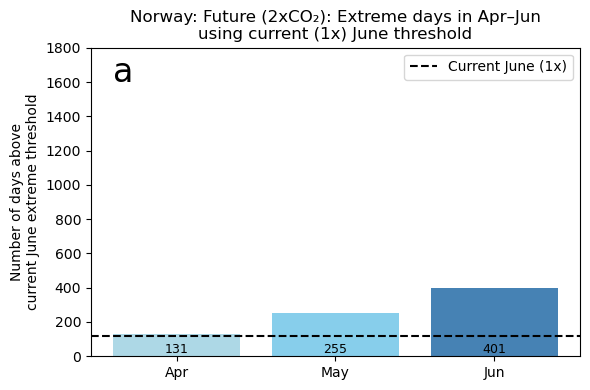 Norway: Future (2xCO₂): Extreme days in Apr–Jun
using current (1x) June threshold
a
Current June (1x)
Number of days above
current June extreme threshold
1800
1600
1400
1200
1000
800
600
400
200
0
131
255
401
Apr
May
Jun